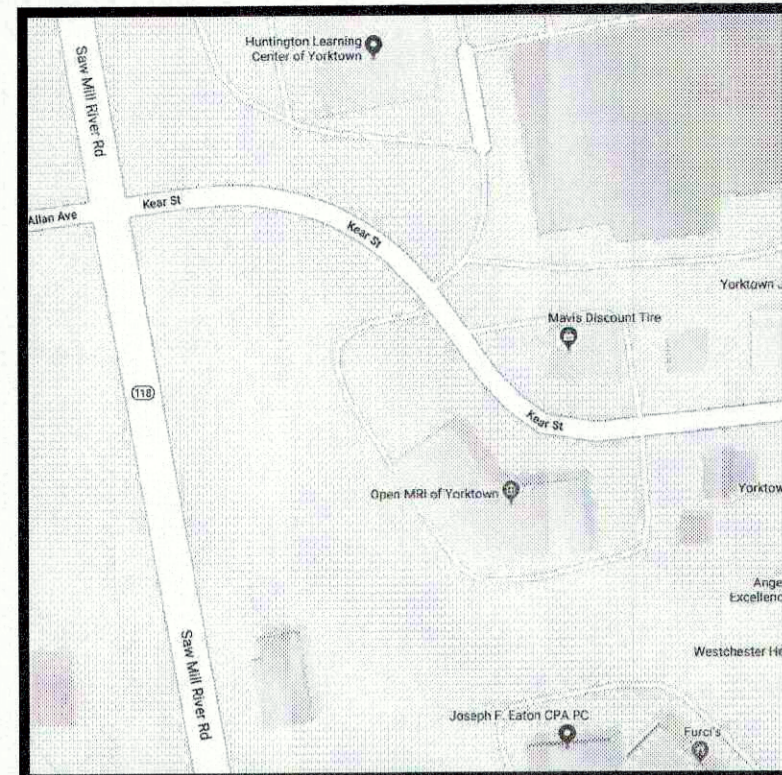 Huntington Learning
Center of Yorktown
Saw Mill River Rd
Allan Ave
Kear St
Kear St
Yorktown J
Mavis Discount Tire
118
Kear St
Open MRI of Yorktown
Yorktow
Ange
Excellenc
Westchester He
Saw Mill River Rd
Joseph F. Eaton CPA PC
Furci's